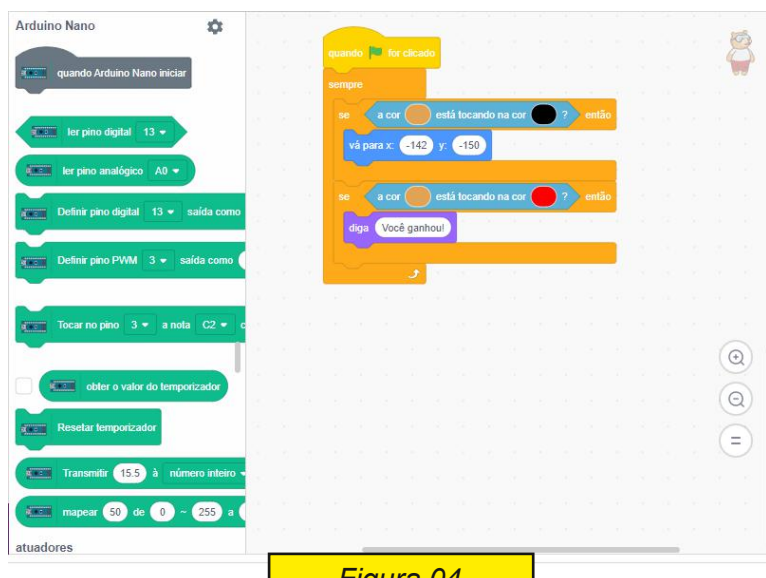 Arduino Nano
quando Arduino Nano iniciar
ler pino digital 13
ler pino analógico A0
Definir pino digital 13 saída como
Definir pino PWM 3 saída como
Tocar no pino 3 a nota C2
obter o valor do temporizador
Resetar temporizador
Transmitir 15.5 à número inteiro
mapear 50 de 0 ~ 255 a
atuadores
quando for clicado
sempre
se a cor está tocando na cor ? então
vá para x: -142 y: -150
se a cor está tocando na cor ? então
diga Você ganhou!
Figura 04